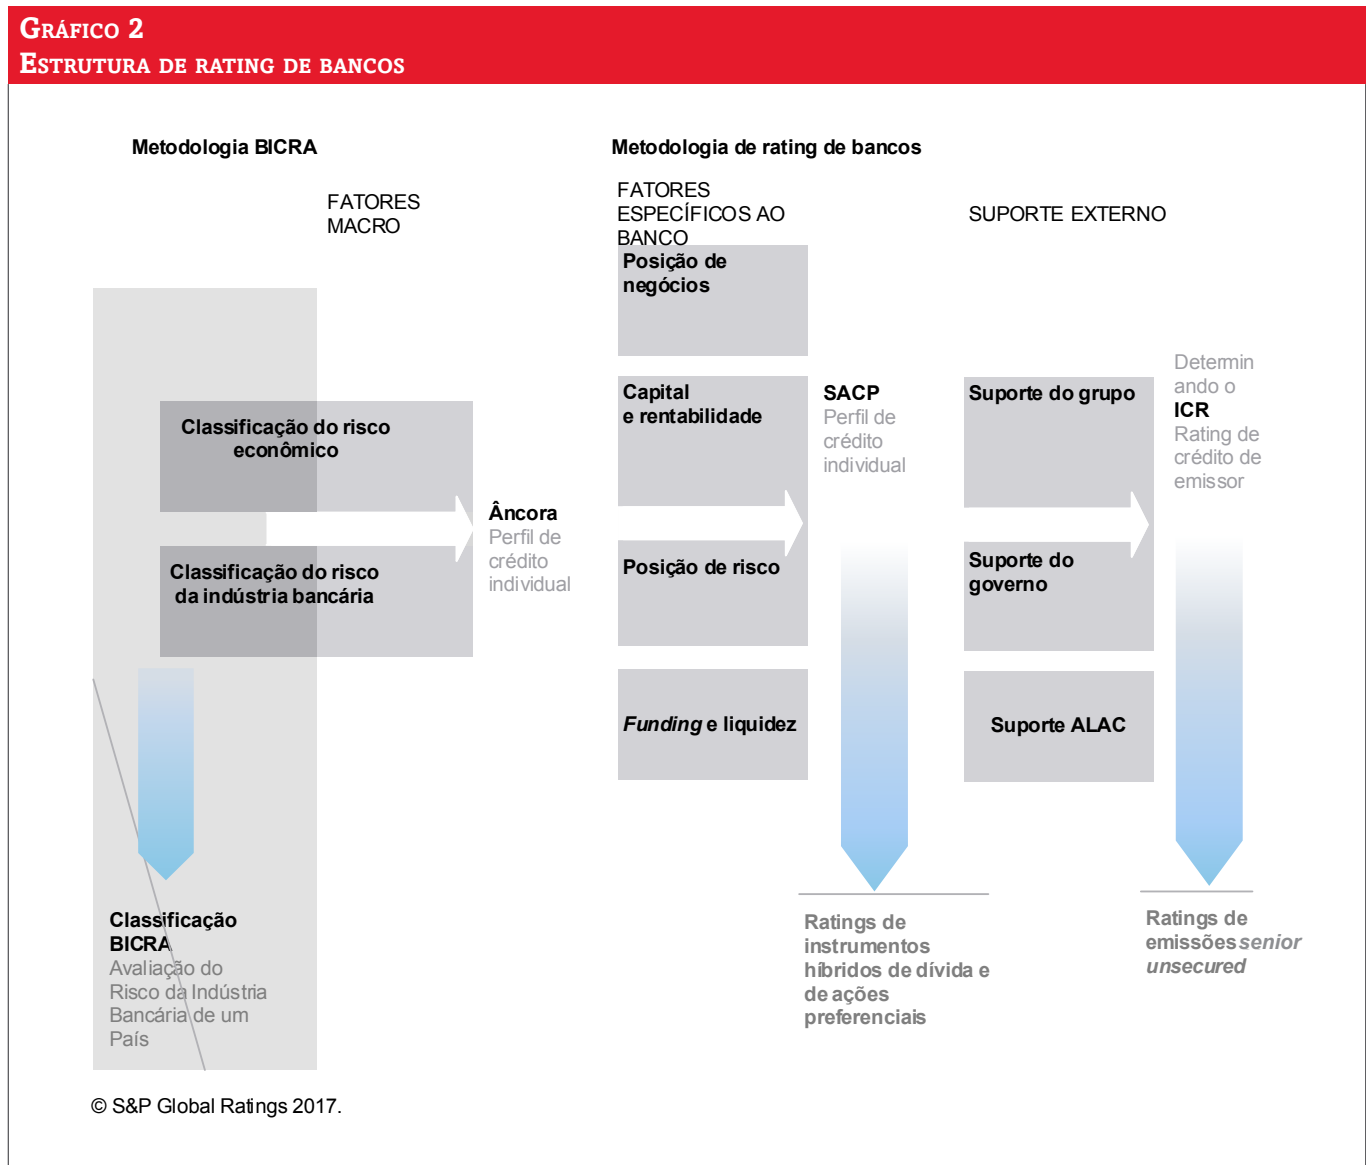 GRÁFICO 2
ESTRUTURA DE RATING DE BANCOS
Metodologia BICRA
FATORES
MACRO
Classificação do risco
econômico
Classificação do risco
da indústria bancária
Âncora
Perfil de
crédito
individual
Classificação
BICRA
Avaliação do
Risco da Indústria
Bancária de um
País
Metodologia de rating de bancos
FATORES
ESPECÍFICOS AO
BANCO
Posição de
negócios
Capital
e rentabilidade
Posição de risco
Funding e liquidez
SACP
Perfil de
crédito
individual
Ratings de
instrumentos
híbridos de dívida e
de ações
preferenciais
SUPORTE EXTERNO
Suporte do grupo
Suporte do
governo
Suporte ALAC
Determin
ando o
ICR
Rating de
crédito de
emissor
Ratings de
emissões senior
unsecured
© S&P Global Ratings 2017.